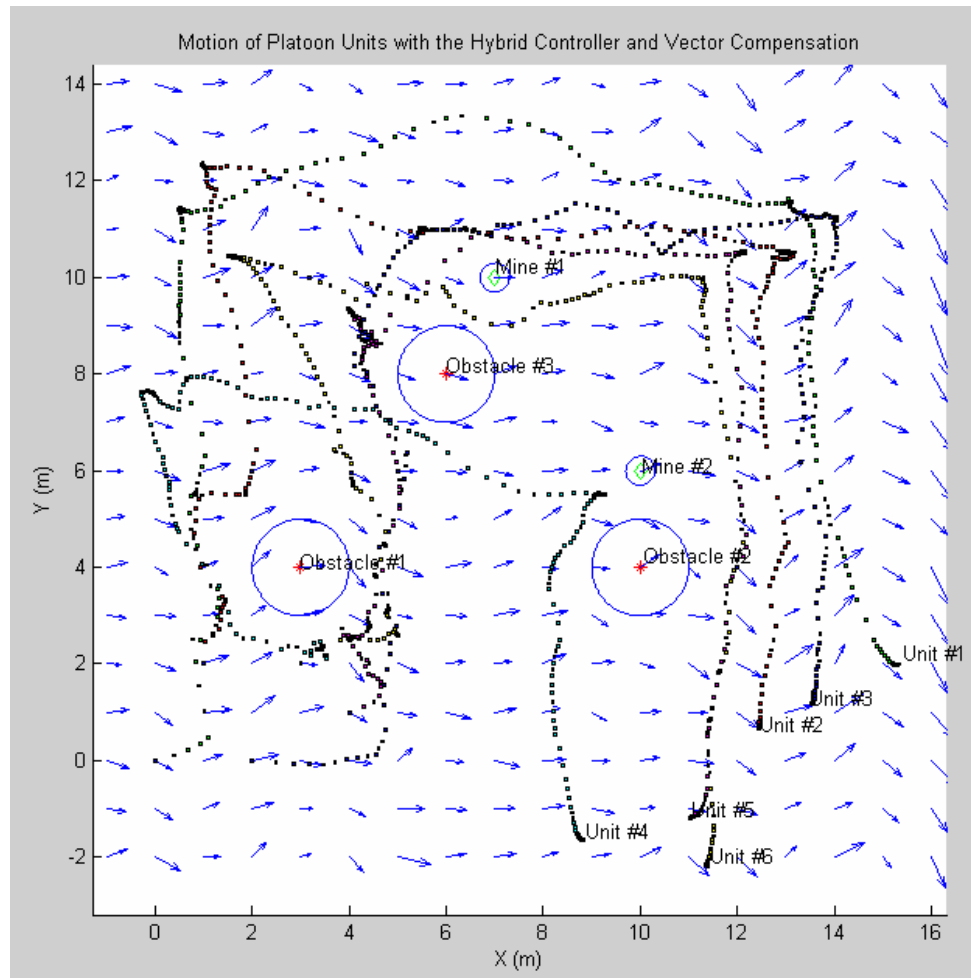 Motion of Platoon Units with the Hybrid Controller and Vector Compensation
14
12
10
8
6
4
2
0
-2
Y (m)
Mine #1
Obstacle #3
Mine #2
Obstacle #1
Obstacle #2
Unit #1
Unit #3
Unit #2
Unit #5
Unit #4
Unit #6
0 2 4 6 8 10 12 14 16
X (m)